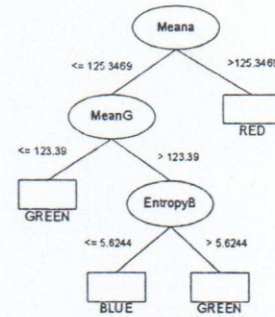 Meana
<= 125.3469 >125.3469
MeanG
RED
<= 123.39 > 123.39
EntropyB
GREEN
<= 5.6244 > 5.6244
BLUE GREEN